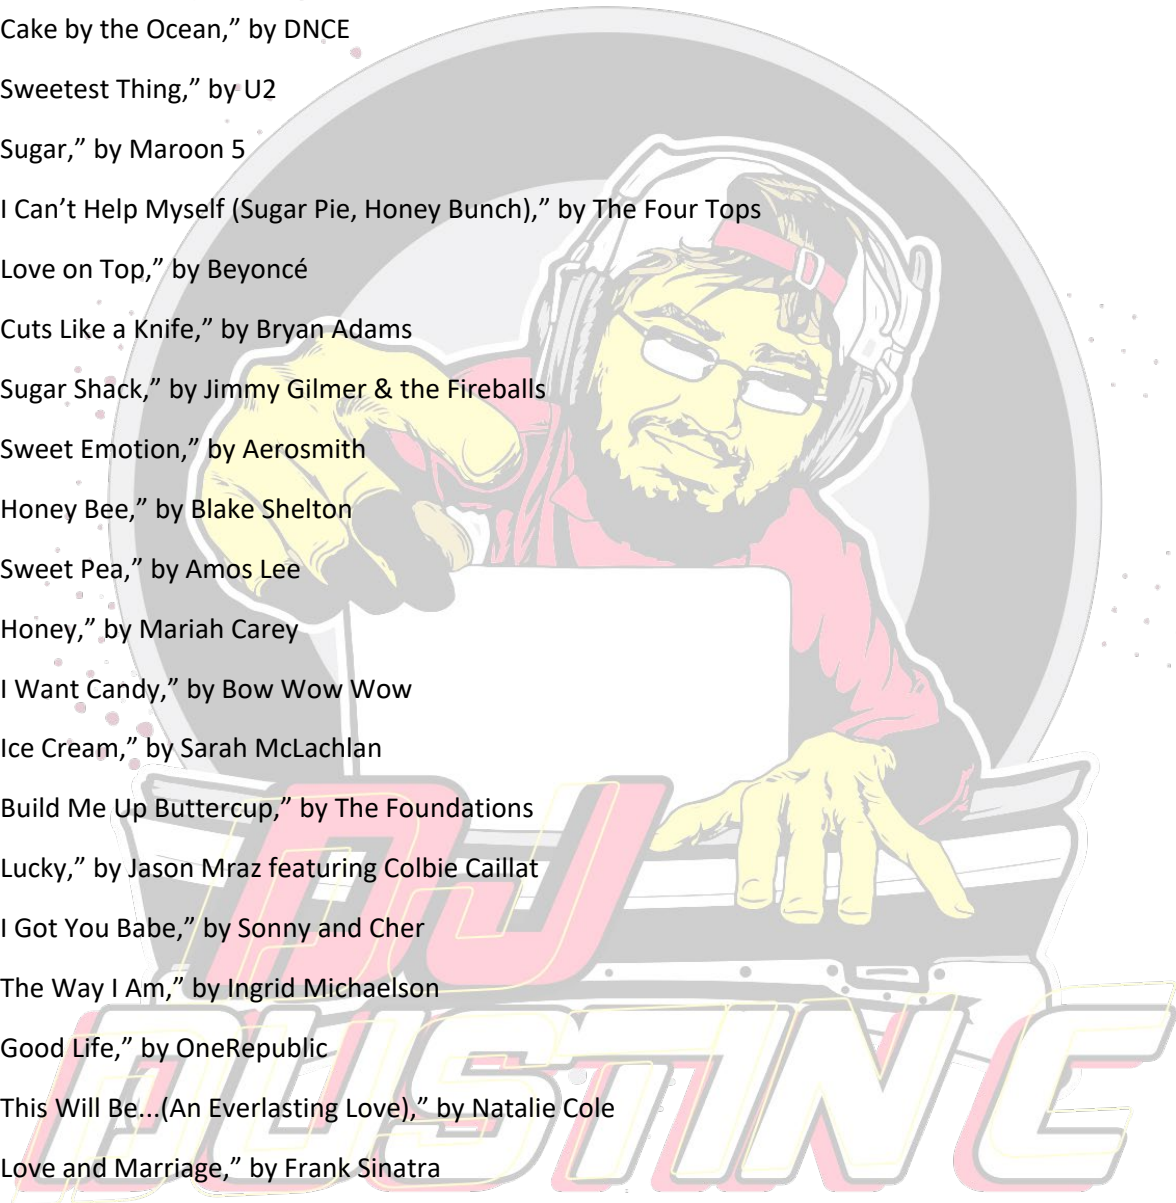 Cake by the Ocean,” by DNCE
Sweetest Thing,” by U2
Sugar,” by Maroon 5
I Can’t Help Myself (Sugar Pie, Honey Bunch),” by The Four Tops
Love on Top,” by Beyoncé
Cuts Like a Knife,” by Bryan Adams
Sugar Shack,” by Jimmy Gilmer & the Fireballs
Sweet Emotion,” by Aerosmith
Honey Bee,” by Blake Shelton
Sweet Pea,” by Amos Lee
Honey,” by Mariah Carey
I Want Candy,” by Bow Wow Wow
Ice Cream,” by Sarah McLachlan
Build Me Up Buttercup,” by The Foundations
Lucky,” by Jason Mraz featuring Colbie Caillat
I Got You Babe,” by Sonny and Cher
The Way I Am,” by Ingrid Michaelson
Good Life,” by OneRepublic
This Will Be...(An Everlasting Love),” by Natalie Cole
Love and Marriage,” by Frank Sinatra
DJ
DUSTIN C